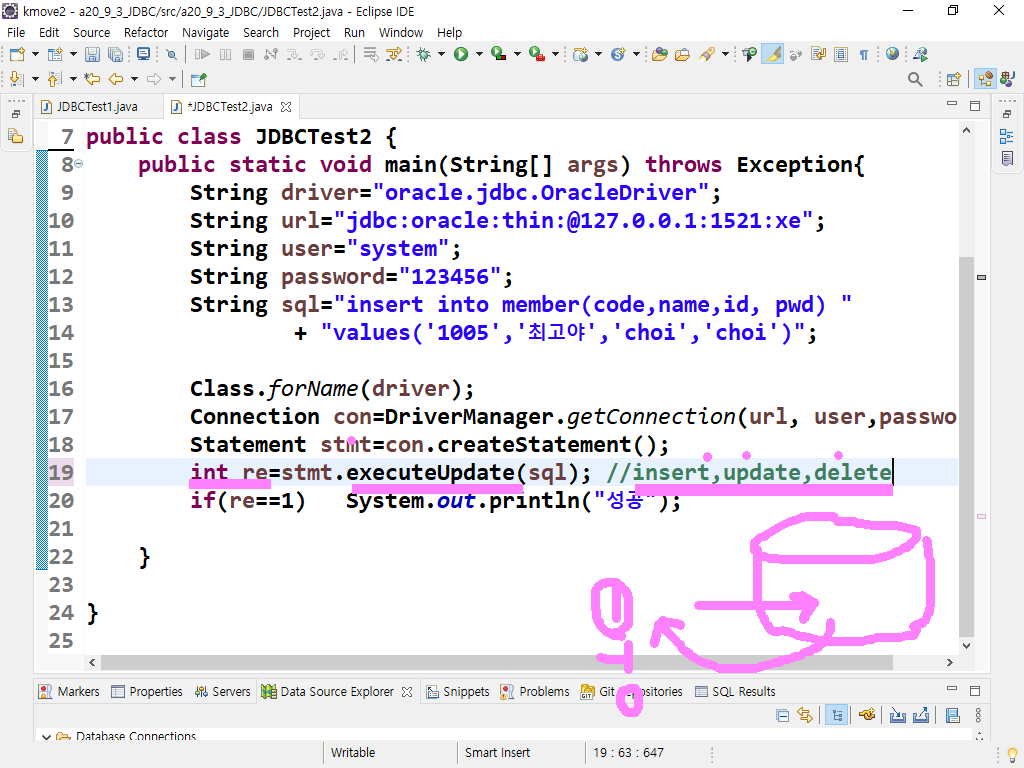 kmove2 - a20_9_3_JDBC/src/a20_9_3_JDBC/JDBCTest2.java - Eclipse IDE
File Edit Source Refactor Navigate Search Project Run Window Help
JDBCTest1.java *JDBCTest2.java
7 public class JDBCTest2 {
8 public static void main(String[] args) throws Exception{
9 String driver="oracle.jdbc.OracleDriver";
10 String url="jdbc:oracle:thin:@127.0.0.1:1521:xe";
11 String user="system";
12 String password="123456";
13 String sql="insert into member(code,name,id, pwd) "
14 + "values('1005','최고야','choi','choi')";
15
16 Class.forName(driver);
17 Connection con=DriverManager.getConnection(url, user,passwo
18 Statement stmt=con.createStatement();
19 int re=stmt.executeUpdate(sql); //insert,update,delete
20 if(re==1) System.out.println("성공");
21
22 }
23
24 }
25
Markers Properties Servers Data Source Explorer Snippets Problems Git Repositories SQL Results
Database Connections
Writable Smart Insert 19 : 63 : 647